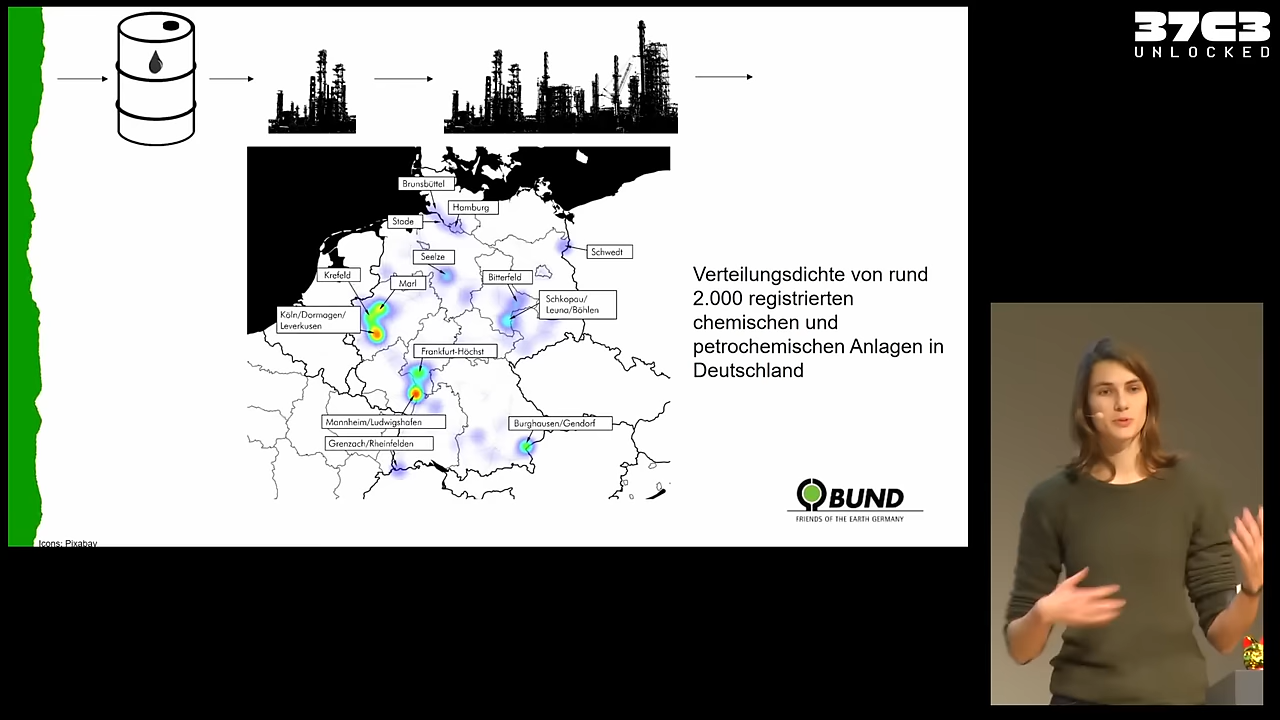 37C3
UNLOCKED
Brunsbüttel
Hamburg
Stade
Schwedt
Seelze
Krefeld
Marl
Bitterfeld
Schkopau/
Leuna/Böhlen
Köln/Dormagen/
Leverkusen
Frankfurt-Höchst
Mannheim/Ludwigshafen
Burghausen/Gendorf
Grenzach/Rheinfelden
Verteilungsdichte von rund
2.000 registrierten
chemischen und
petrochemischen Anlagen in
Deutschland
BUND
FRIENDS OF THE EARTH GERMANY
Icons: Pixabay